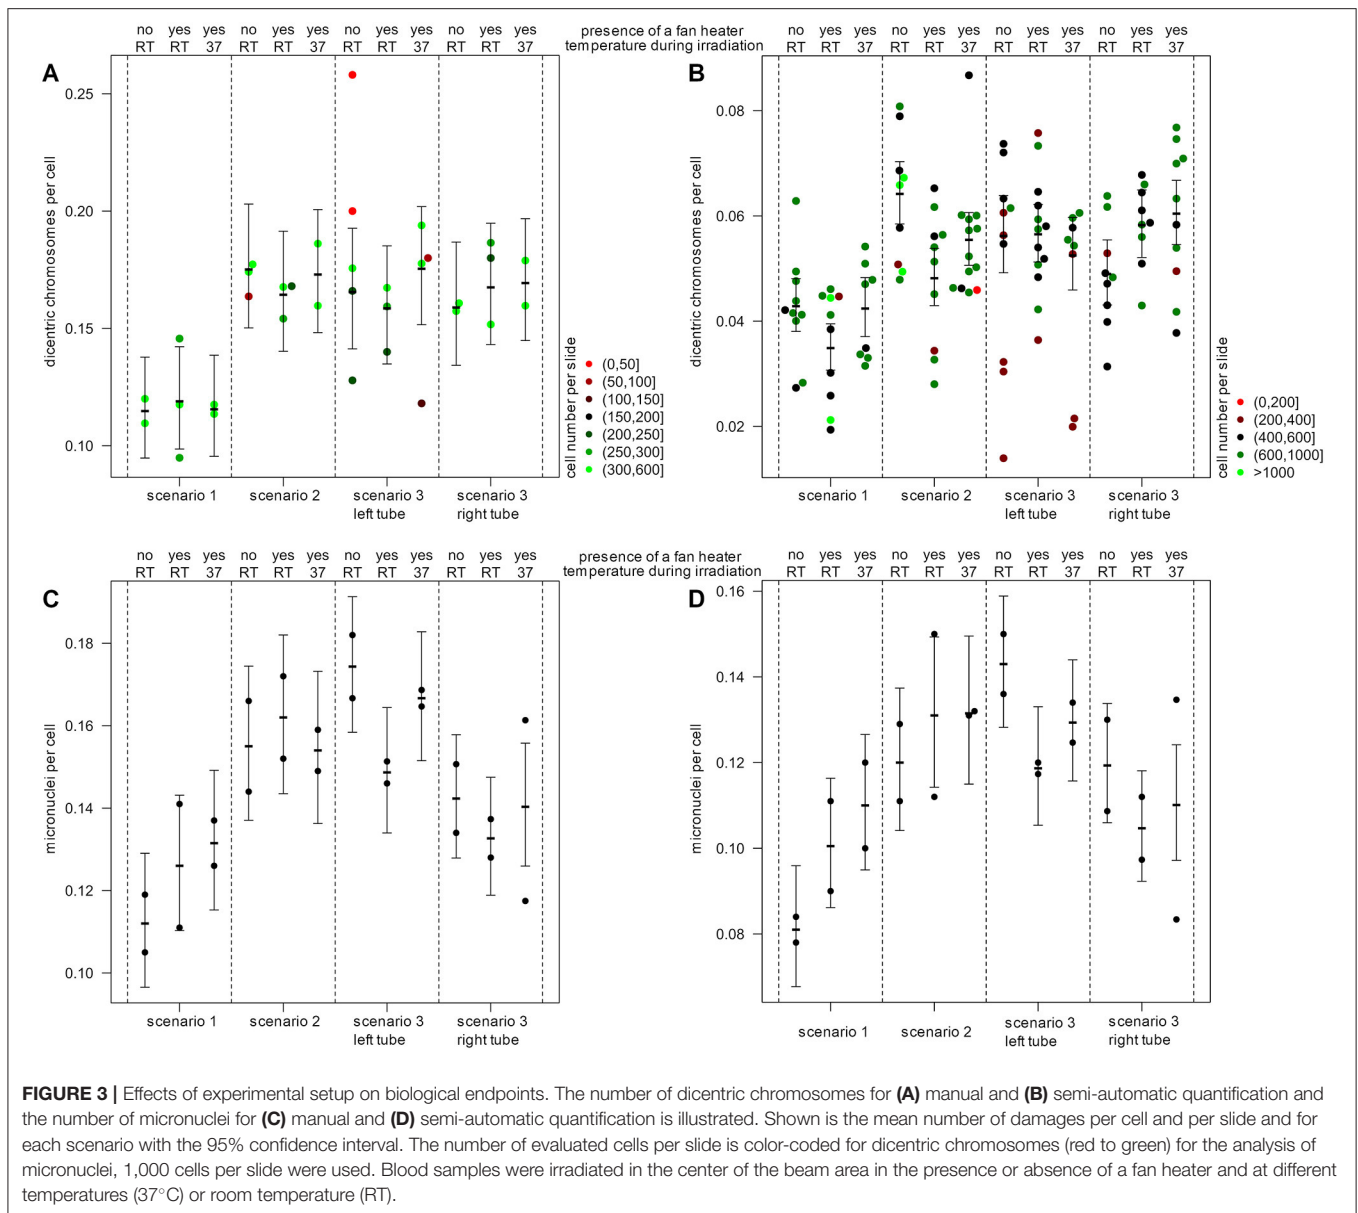 no yes yes no yes yes no yes yes no yes yes presence of a fan heater no yes yes no yes yes no yes yes no yes yes
RT RT 37 RT RT 37 RT RT 37 RT RT 37 temperature during irradiation RT RT 37 RT RT 37 RT RT 37 RT RT 37
A
dicentric chromosomes per cell
0.25
0.20
0.15
0.10
scenario 1 scenario 2 scenario 3 scenario 3
left tube right tube
cell number per slide
(0,50]
(50,100]
(100,150]
(150,200]
(200,250]
(250,300]
(300,600]
B
dicentric chromosomes per cell
0.08
0.06
0.04
0.02
scenario 1 scenario 2 scenario 3 scenario 3
left tube right tube
cell number per slide
(0,200]
(200,400]
(400,600]
(600,1000]
>1000
no yes yes no yes yes no yes yes no yes yes presence of a fan heater no yes yes no yes yes no yes yes no yes yes
RT RT 37 RT RT 37 RT RT 37 RT RT 37 temperature during irradiation RT RT 37 RT RT 37 RT RT 37 RT RT 37
C
micronuclei per cell
0.18
0.16
0.14
0.12
0.10
scenario 1 scenario 2 scenario 3 scenario 3
left tube right tube
D
micronuclei per cell
0.16
0.14
0.12
0.10
0.08
scenario 1 scenario 2 scenario 3 scenario 3
left tube right tube
FIGURE 3 | Effects of experimental setup on biological endpoints. The number of dicentric chromosomes for (A) manual and (B) semi-automatic quantification and
the number of micronuclei for (C) manual and (D) semi-automatic quantification is illustrated. Shown is the mean number of damages per cell and per slide and for
each scenario with the 95% confidence interval. The number of evaluated cells per slide is color-coded for dicentric chromosomes (red to green) for the analysis of
micronuclei, 1,000 cells per slide were used. Blood samples were irradiated in the center of the beam area in the presence or absence of a fan heater and at different
temperatures (37°C) or room temperature (RT).